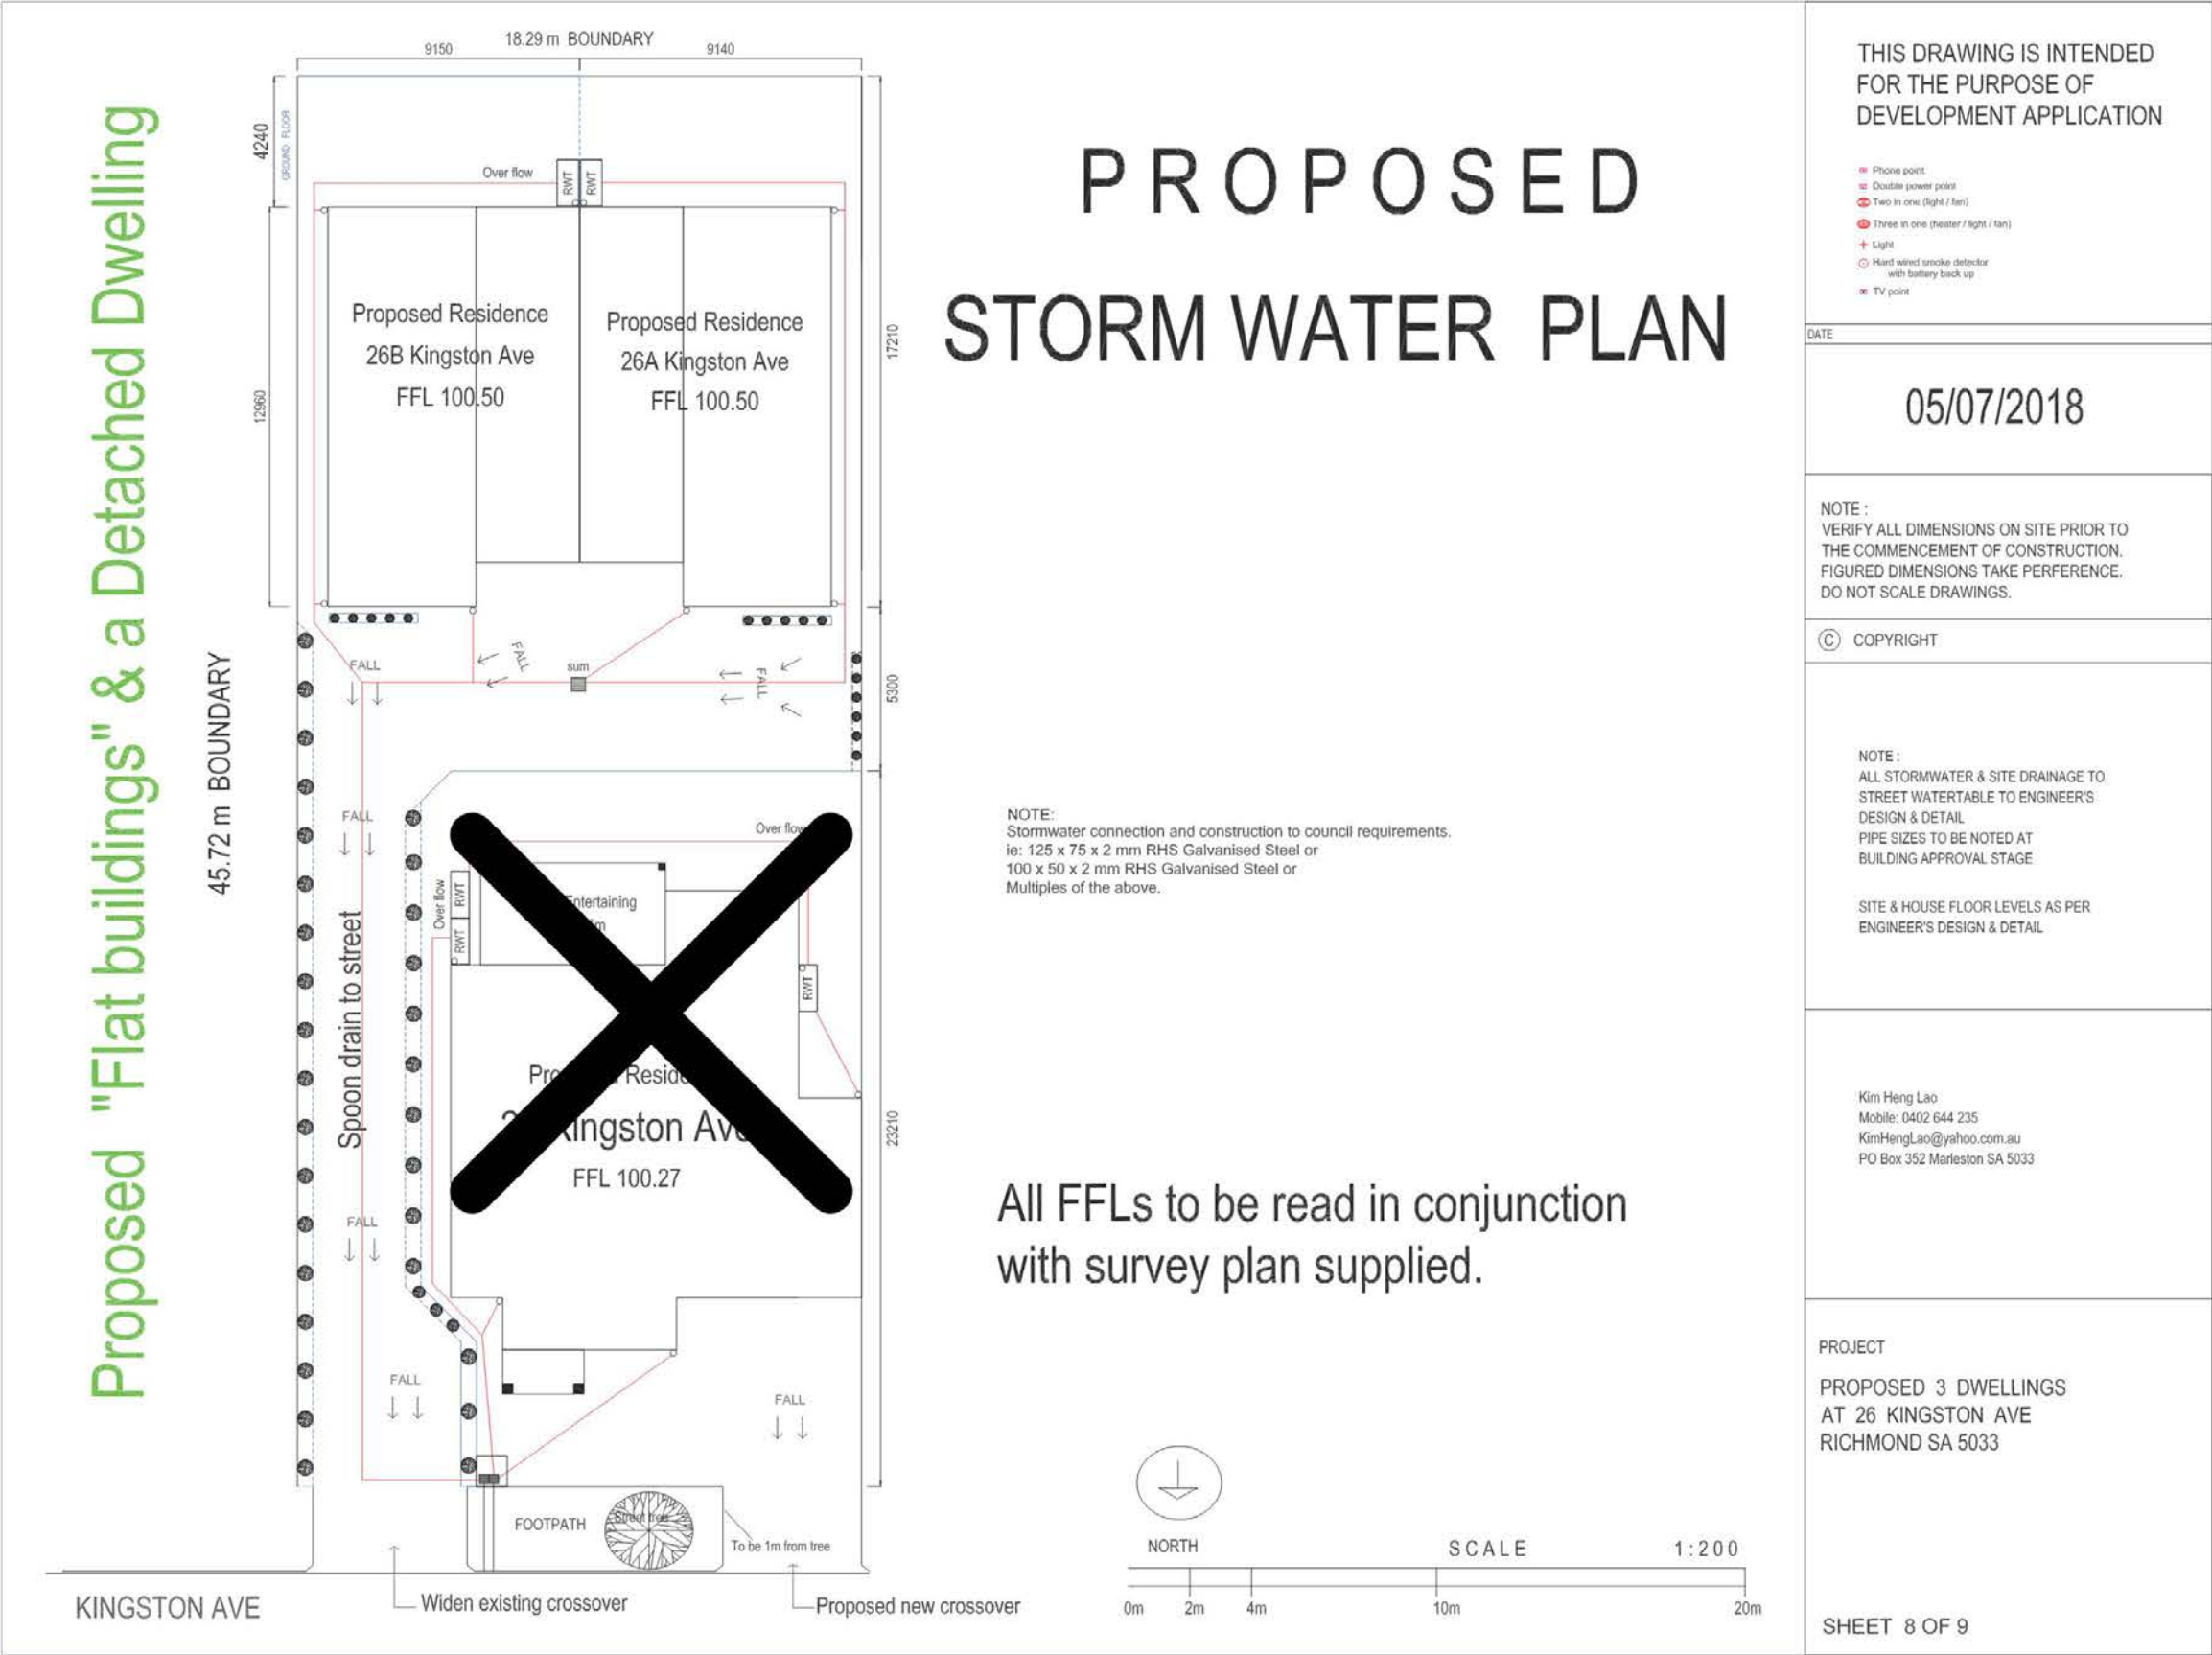 18.29 m BOUNDARY
9150
9140
4240
GROUND FLOOR
12960
45.72 m BOUNDARY
17210
5300
23210
Proposed "Flat buildings" & a Detached Dwelling
Over flow
RWT
RWT
Proposed Residence
26B Kingston Ave
FFL 100.50
Proposed Residence
26A Kingston Ave
FFL 100.50
FALL
FALL
sum
FALL
FALL
Over flow
Over flow
RWT
RWT
RWT
Spoon drain to street
ingston
FFL 100.27
FALL
FALL
FALL
FOOTPATH
Street tree
To be 1m from tree
KINGSTON AVE
Widen existing crossover
Proposed new crossover
PROPOSED
STORM WATER PLAN
NOTE:
Stormwater connection and construction to council requirements.
ie: 125 x 75 x 2 mm RHS Galvanised Steel or
100 x 50 x 2 mm RHS Galvanised Steel or
Multiples of the above.
All FFLs to be read in conjunction
with survey plan supplied.
NORTH
SCALE 1:200
0m 2m 4m 10m 20m
THIS DRAWING IS INTENDED
FOR THE PURPOSE OF
DEVELOPMENT APPLICATION
Phone point
Double power point
Two in one (light / fan)
Three in one (heater / light / fan)
Light
Hard wired smoke detector
with battery back up
TV point
DATE
05/07/2018
NOTE :
VERIFY ALL DIMENSIONS ON SITE PRIOR TO
THE COMMENCEMENT OF CONSTRUCTION.
FIGURED DIMENSIONS TAKE PERFERENCE.
DO NOT SCALE DRAWINGS.
© COPYRIGHT
NOTE :
ALL STORMWATER & SITE DRAINAGE TO
STREET WATERTABLE TO ENGINEER'S
DESIGN & DETAIL
PIPE SIZES TO BE NOTED AT
BUILDING APPROVAL STAGE
SITE & HOUSE FLOOR LEVELS AS PER
ENGINEER'S DESIGN & DETAIL
Kim Heng Lao
Mobile: 0402 644 235
KimHengLao@yahoo.com.au
PO Box 352 Marleston SA 5033
PROJECT
PROPOSED 3 DWELLINGS
AT 26 KINGSTON AVE
RICHMOND SA 5033
SHEET 8 OF 9